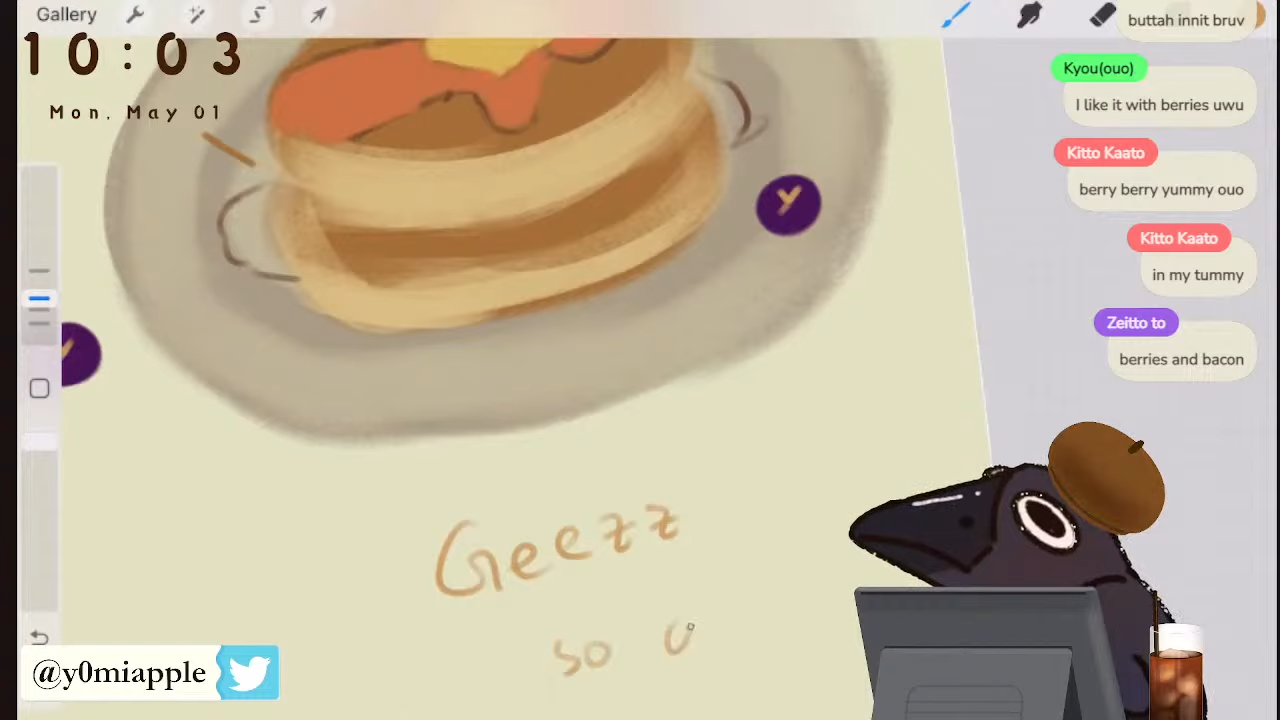 Gallery
10:03
Mon, May 01
buttah innit bruv
Kyou(ouo)
I like it with berries uwu
Kitto Kaato
berry berry yummy ouo
Kitto Kaato
in my tummy
Zeitto to
berries and bacon
Y
Geezz
so
@y0miapple